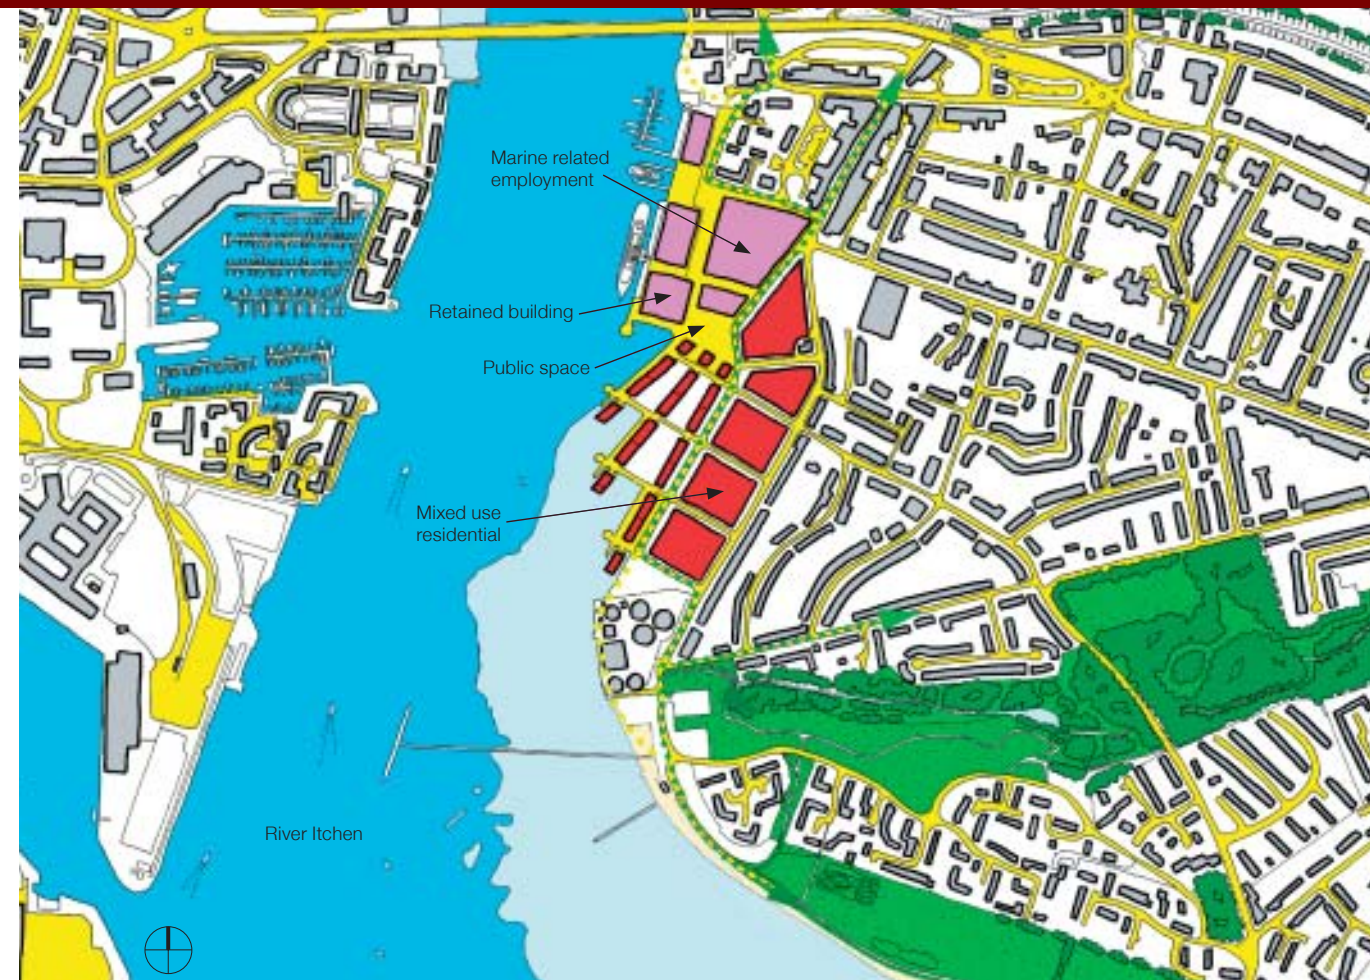 Marine related
employment
Retained building
Public space
Mixed use
residential
River Itchen